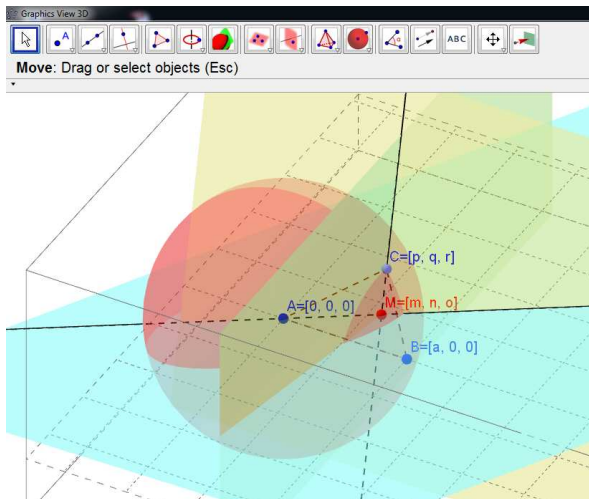 Graphics View 3D
A
ABC
Move: Drag or select objects (Esc)
C=[p, q, r]
A=[0, 0, 0]
M=[m, n, o]
B=[a, 0, 0]